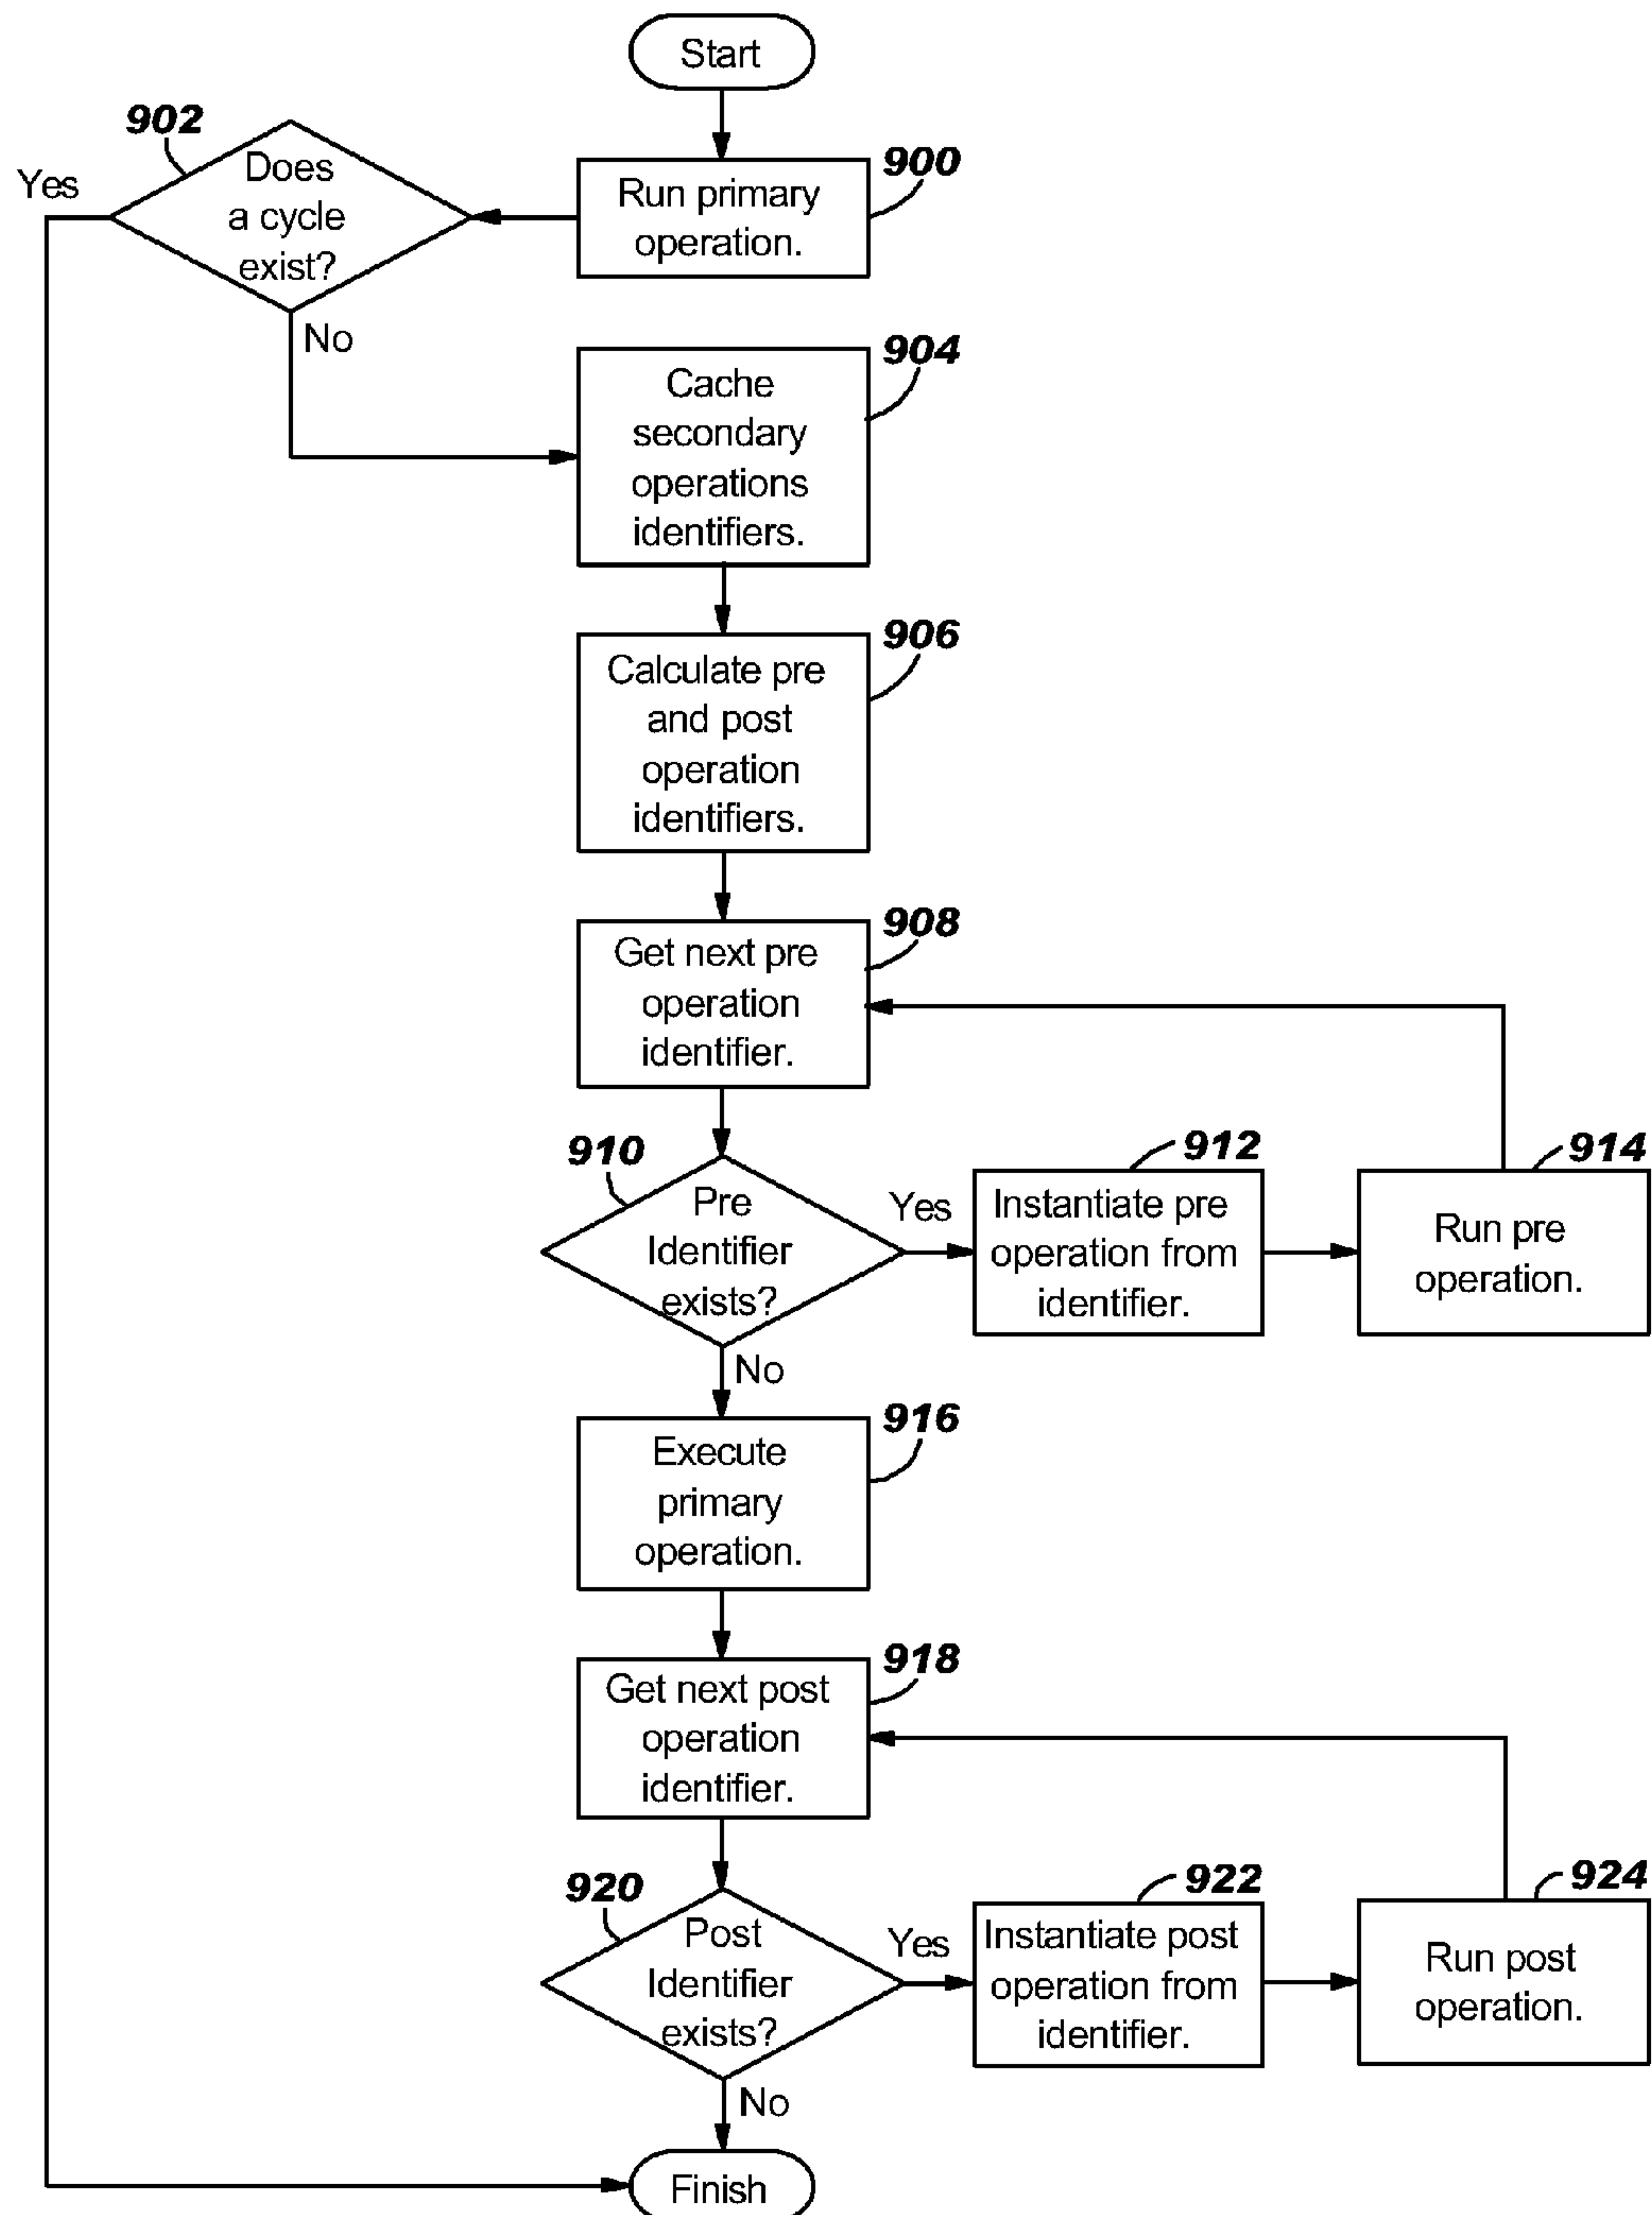 Start
902
Yes
Does
a cycle
exist?
No
900
Run primary
operation.
904
Cache
secondary
operations
identifiers.
906
Calculate pre
and post
operation
identifiers.
908
Get next pre
operation
identifier.
910
Pre
Identifier
exists?
Yes
912
Instantiate pre
operation from
identifier.
914
Run pre
operation.
No
916
Execute
primary
operation.
918
Get next post
operation
identifier.
920
Post
Identifier
exists?
Yes
922
Instantiate post
operation from
identifier.
924
Run post
operation.
No
Finish